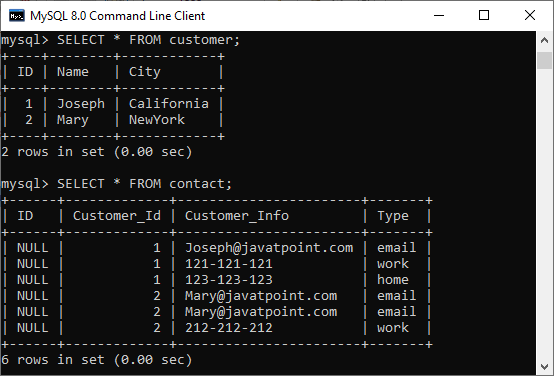 MySQL 8.0 Command Line Client
mysql> SELECT * FROM customer;
+----+--------+------------+
| ID | Name   | City       |
+----+--------+------------+
|  1 | Joseph | California |
|  2 | Mary   | NewYork    |
+----+--------+------------+
2 rows in set (0.00 sec)
mysql> SELECT * FROM contact;
+------+-------------+-----------------------+-------+
| ID   | Customer_Id | Customer_Info         | Type  |
+------+-------------+-----------------------+-------+
| NULL |           1 | Joseph@javatpoint.com | email |
| NULL |           1 | 121-121-121           | work  |
| NULL |           1 | 123-123-123           | home  |
| NULL |           2 | Mary@javatpoint.com   | email |
| NULL |           2 | Mary@javatpoint.com   | email |
| NULL |           2 | 212-212-212           | work  |
+------+-------------+-----------------------+-------+
6 rows in set (0.00 sec)